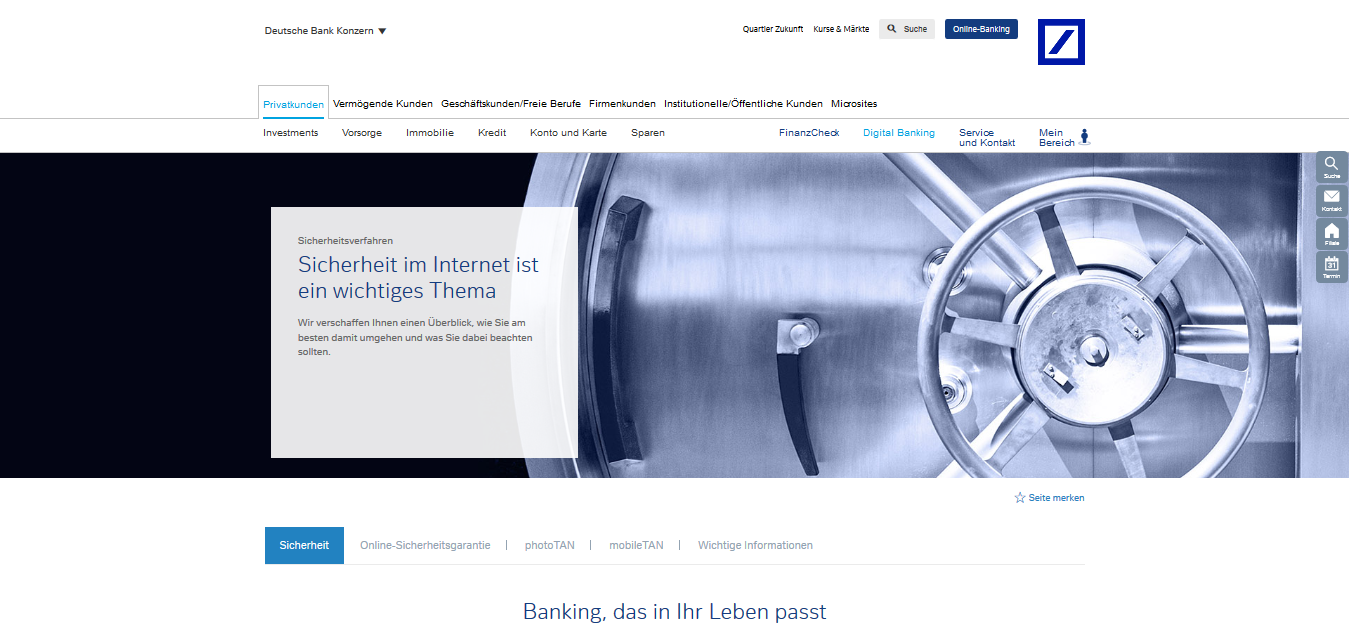 Deutsche Bank Konzern
Quartier Zukunft Kurse & Märkte Suche Online-Banking
Privatkunden Vermögende Kunden Geschäftskunden/Freie Berufe Firmenkunden Institutionelle/Öffentliche Kunden Microsites
Investments Vorsorge Immobilie Kredit Konto und Karte Sparen FinanzCheck Digital Banking Service und Kontakt Mein Bereich
Suche
Kontakt
Filiale
31
Termin
Sicherheitsverfahren
Sicherheit im Internet ist
ein wichtiges Thema
Wir verschaffen Ihnen einen Überblick, wie Sie am
besten damit umgehen und was Sie dabei beachten
sollten.
Seite merken
Sicherheit Online-Sicherheitsgarantie | photoTAN | mobileTAN | Wichtige Informationen
Banking, das in Ihr Leben passt